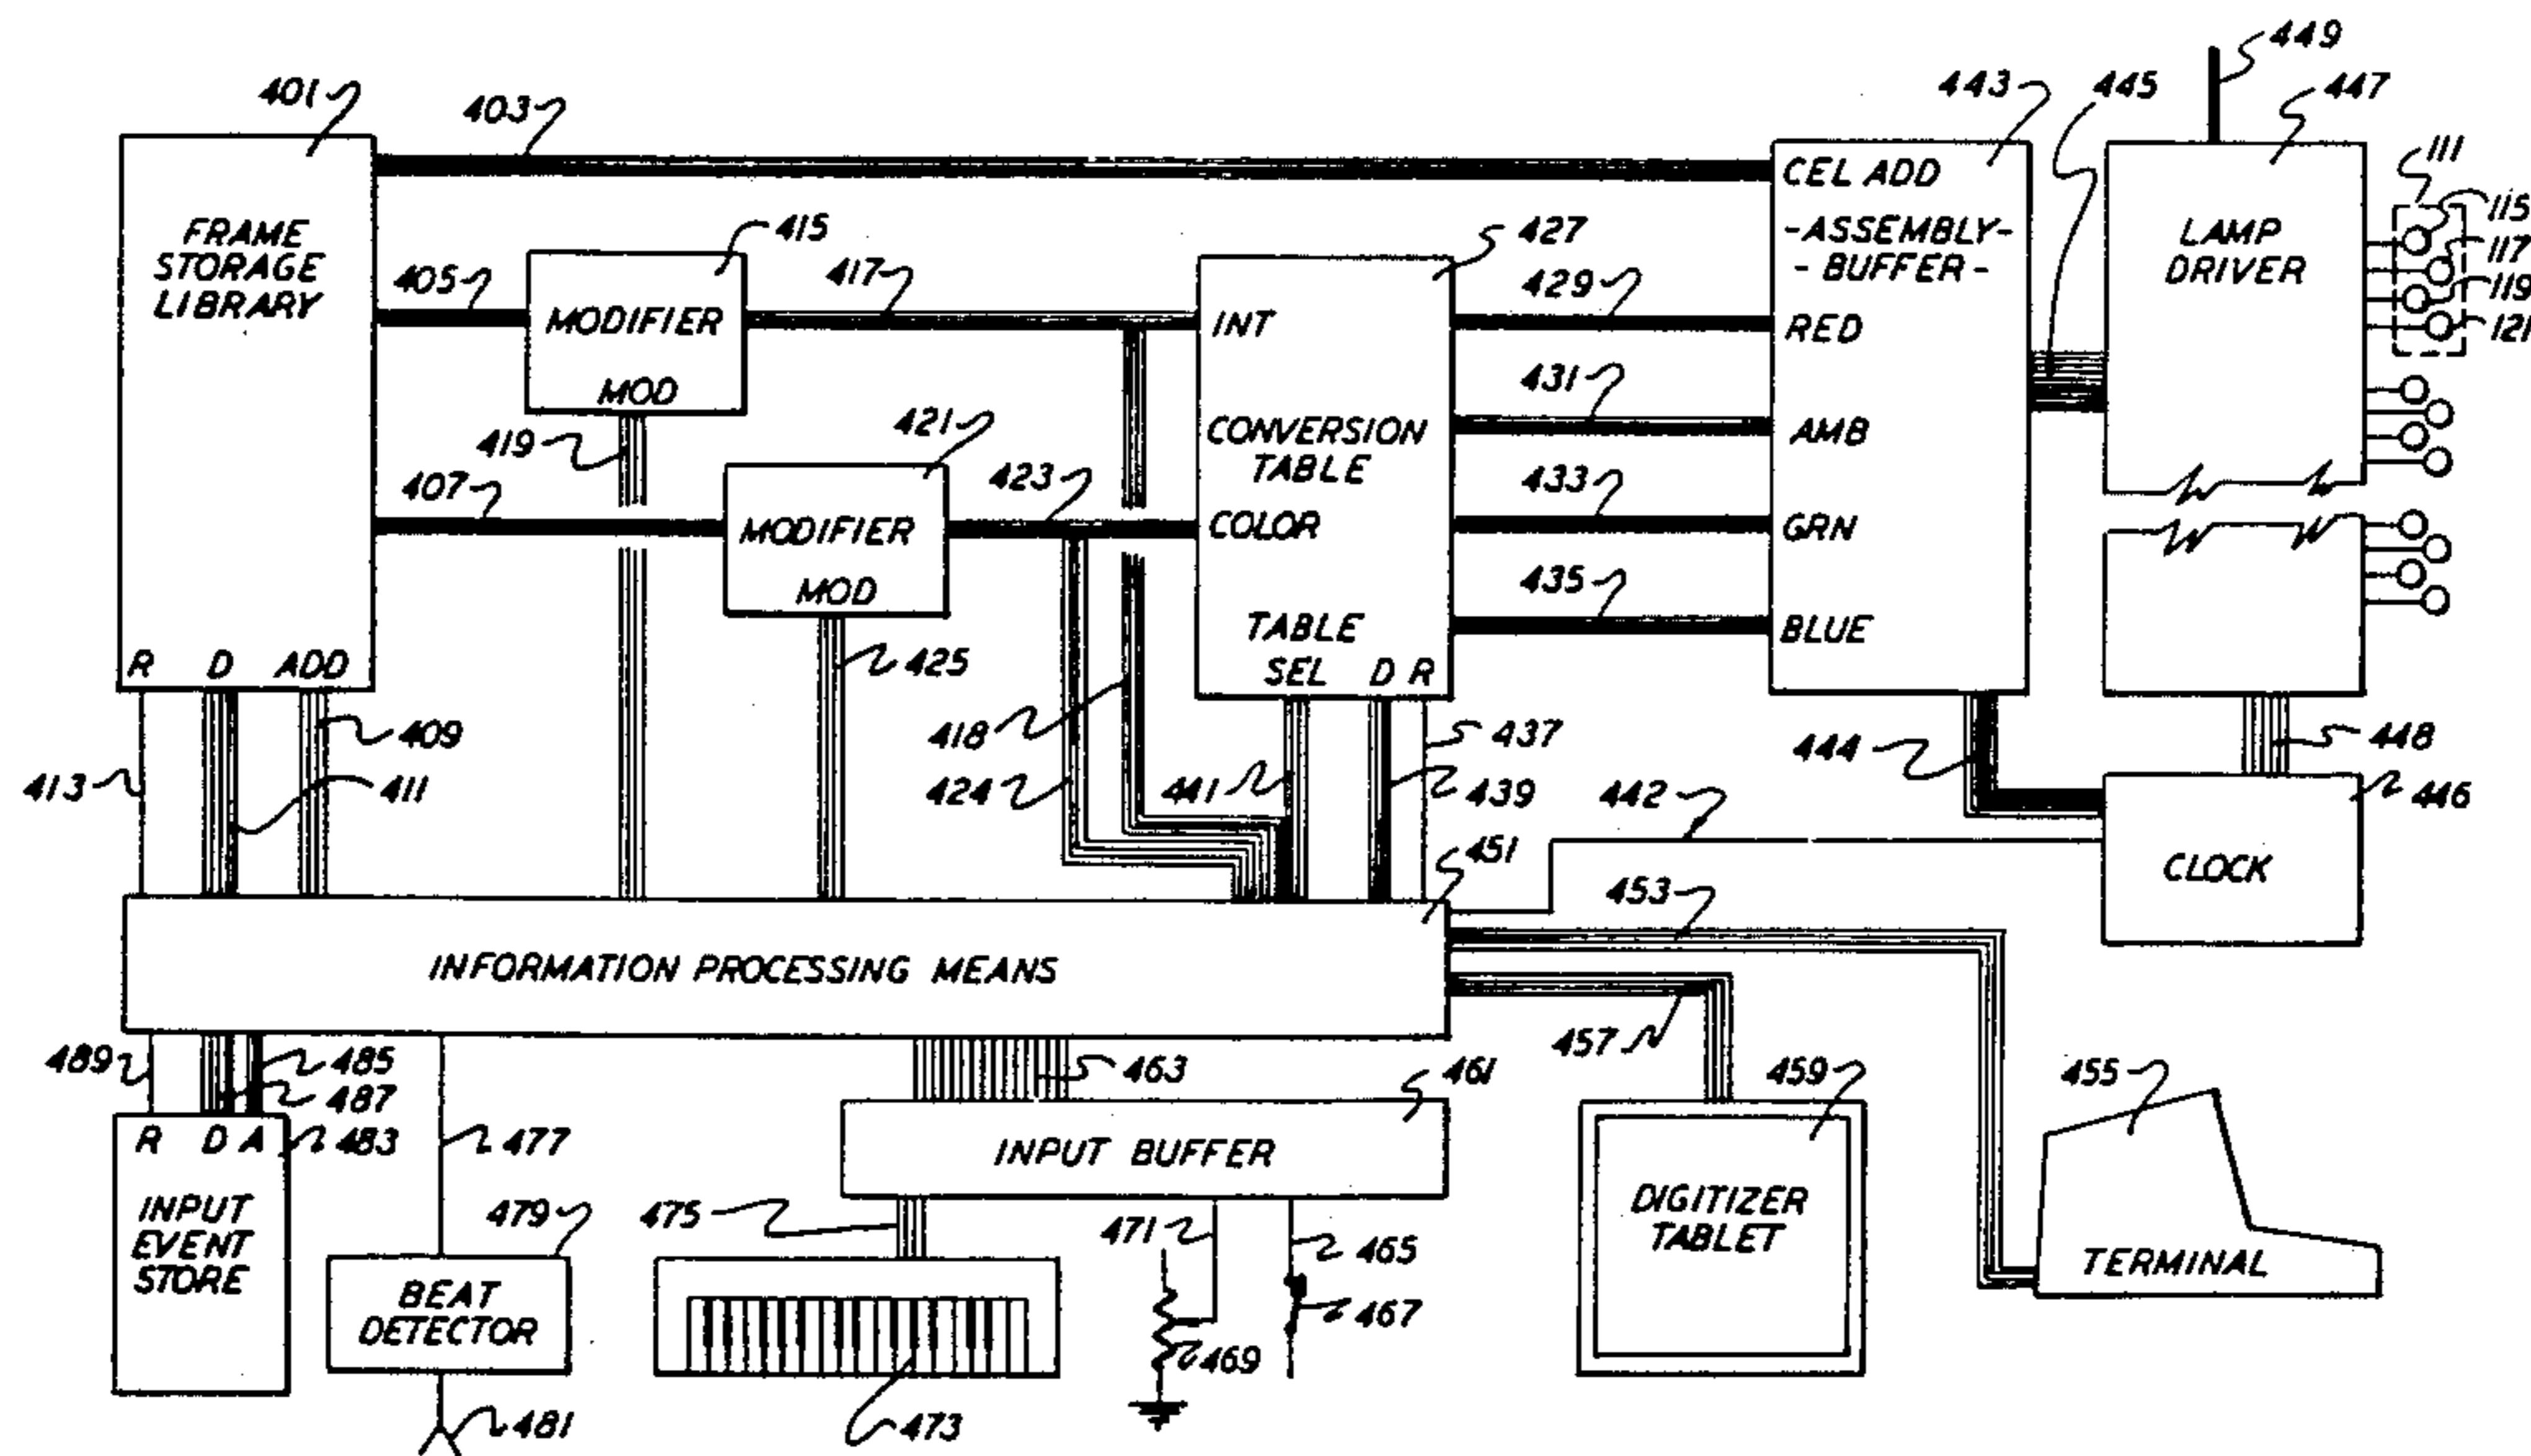 449
401
403
443
445
447
111
CEL ADD
115
FRAME
STORAGE
LIBRARY
415
427
-ASSEMBLY-
- BUFFER -
LAMP
DRIVER
117
405
417
429
119
MODIFIER
INT
RED
121
MOD
431
419
421
CONVERSION
TABLE
AMB
407
423
433
MODIFIER
COLOR
GRN
MOD
435
TABLE
SEL
D
R
BLUE
R
D
ADD
425
409
418
437
444
448
413
411
424
441
439
442
446
451
CLOCK
453
INFORMATION PROCESSING MEANS
457
489
485
487
463
461
459
455
R
D
A
483
477
INPUT BUFFER
INPUT
EVENT
STORE
479
475
471
465
DIGITIZER
TABLET
TERMINAL
BEAT
DETECTOR
467
469
481
473